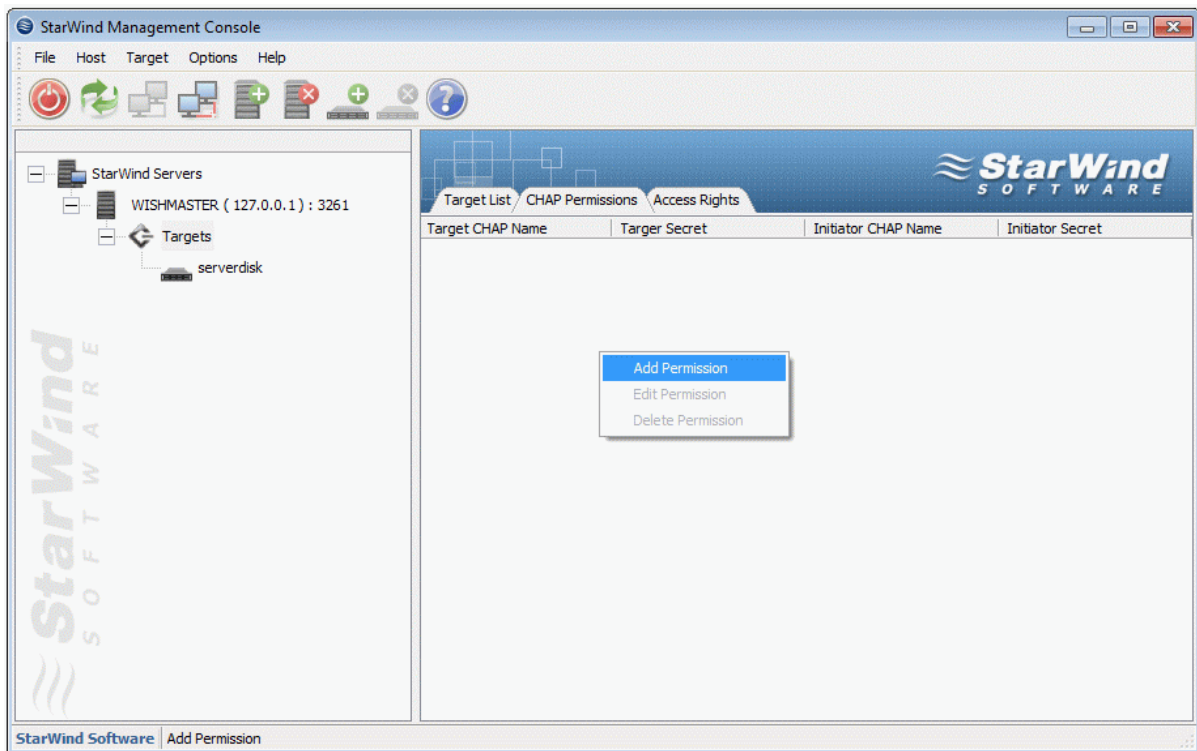 StarWind Management Console
File Host Target Options Help
StarWind Servers
WISHMASTER ( 127.0.0.1 ) : 3261
Targets
serverdisk
StarWind
SOFTWARE
StarWind
SOFTWARE
Target List CHAP Permissions Access Rights
Target CHAP Name Targer Secret Initiator CHAP Name Initiator Secret
Add Permission
Edit Permission
Delete Permission
StarWind Software Add Permission